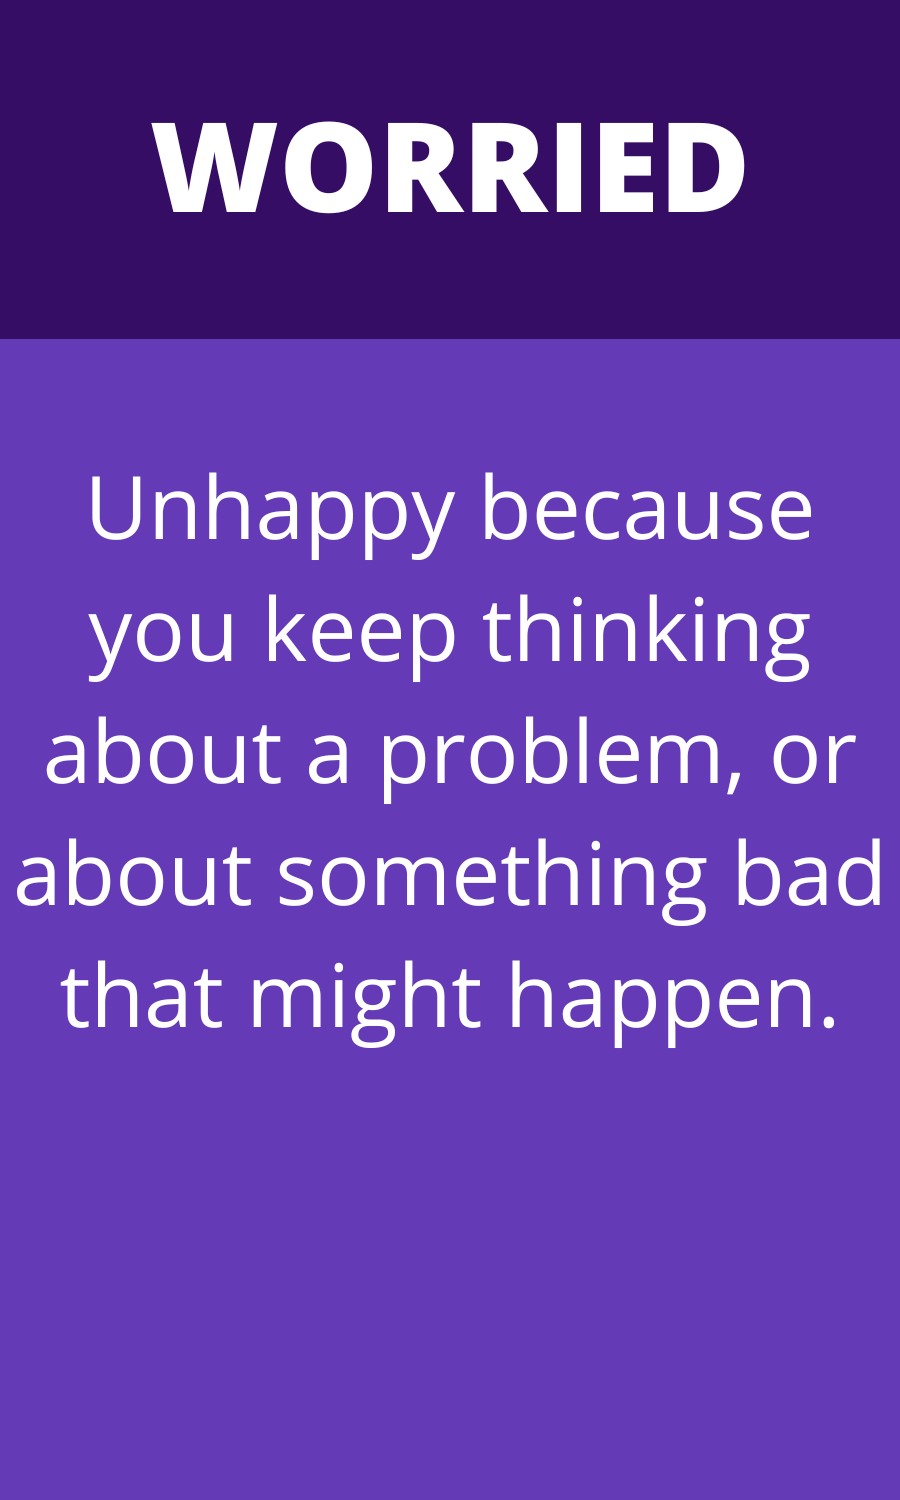 WORRIED
Unhappy because
you keep thinking
about a problem, or
about something bad
that might happen.